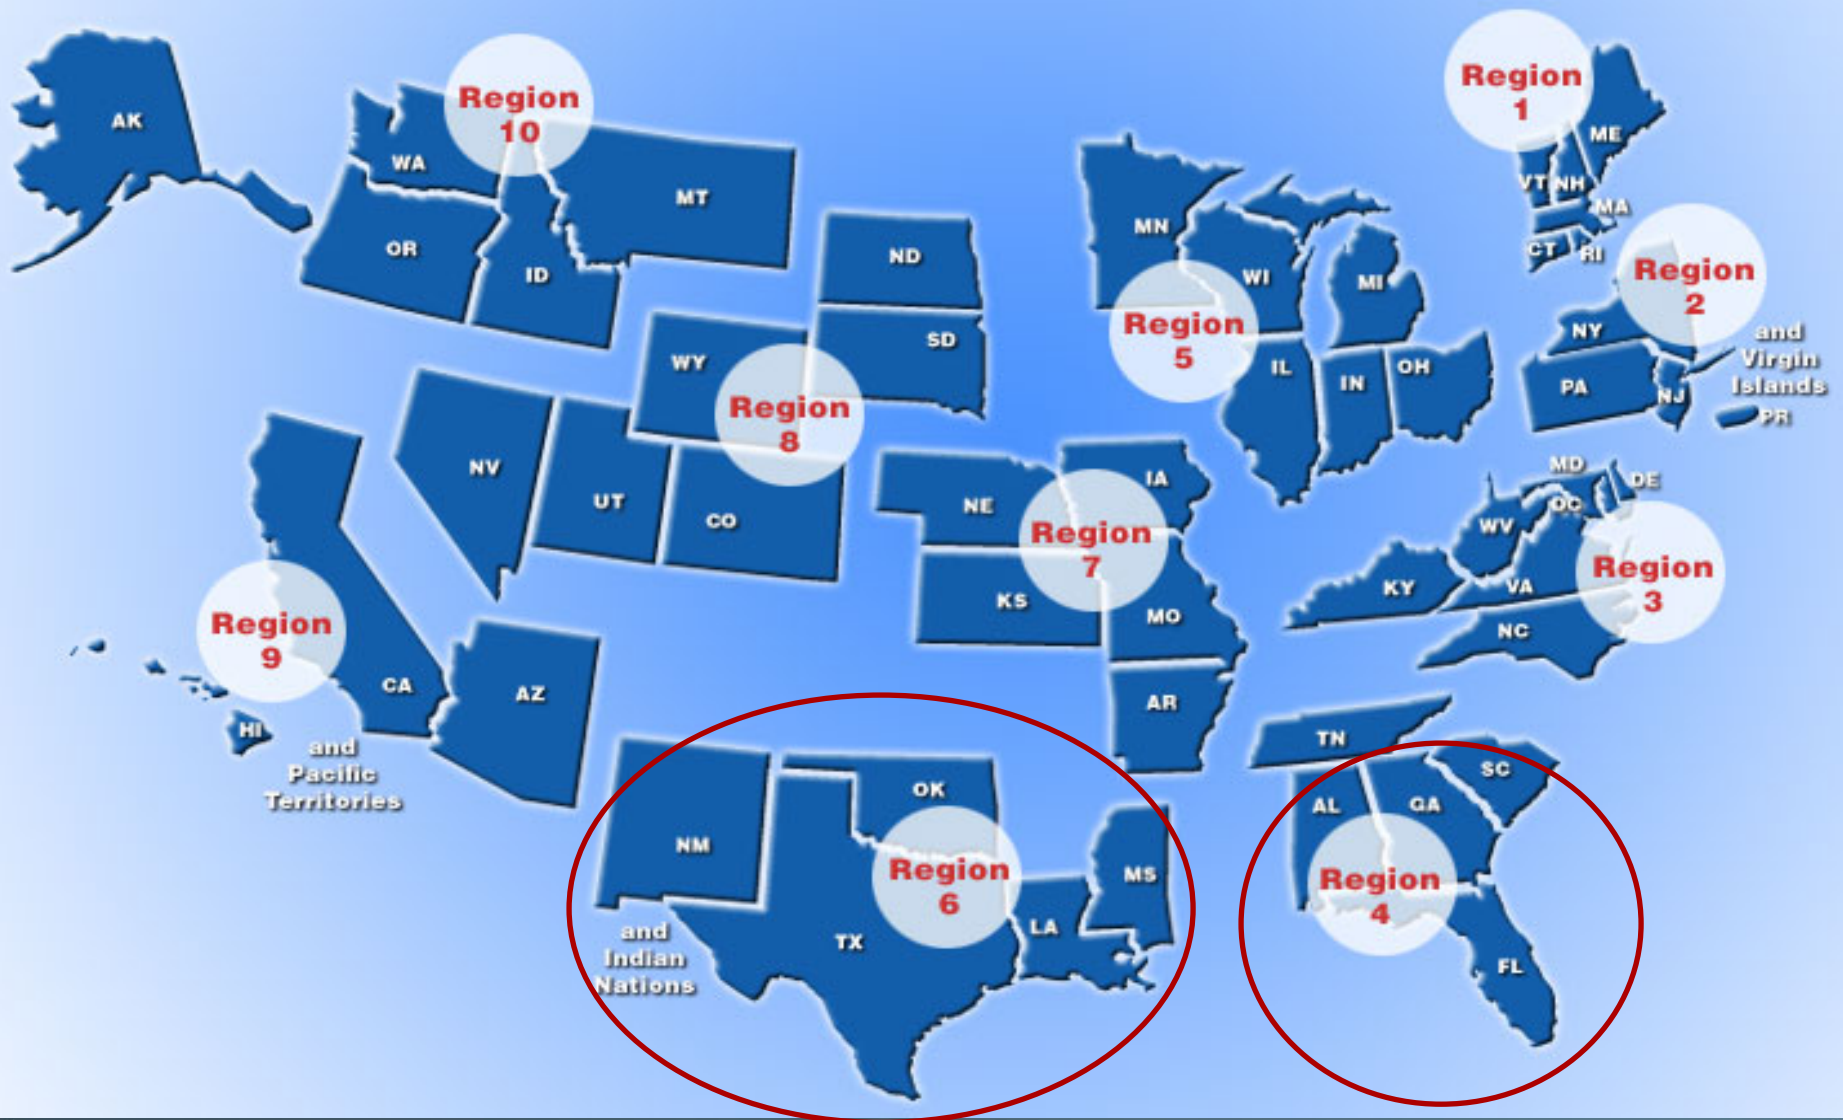 AK
Region
10
WA
OR
ID
MT
ND
SD
WY
Region
8
NV
UT
CO
CA
Region
9
HI
and
Pacific
Territories
AZ
MN
WI
MI
Region
5
IL
IN
OH
Region
1
ME
VT
NH
MA
CT
RI
Region
2
NY
PA
NJ
and
Virgin
Islands
PR
NE
IA
Region
7
KS
MO
AR
MD
DE
OC
WV
KY
VA
Region
3
NC
NM
OK
Region
6
TX
LA
MS
and
Indian
Nations
TN
SC
AL
GA
Region
4
FL